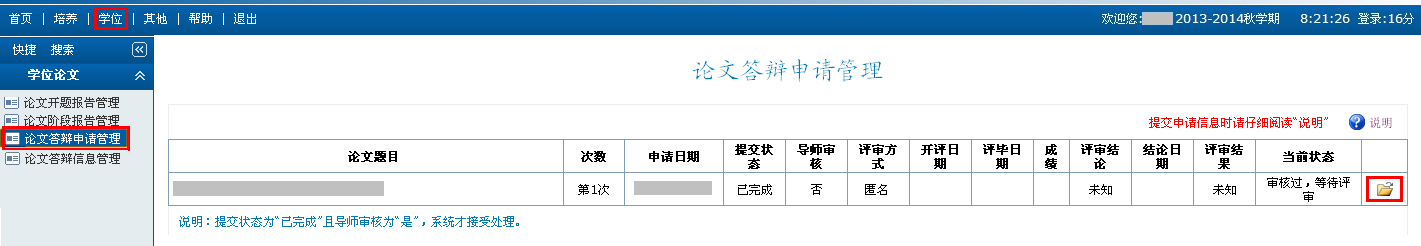 首页 | 培养 | 学位 | 其他 | 帮助 | 退出
欢迎您: 2013-2014秋学期 8:21:26 登录:16分
快捷 搜索
学位论文
论文开题报告管理
论文阶段报告管理
论文答辩申请管理
论文答辩信息管理
论文答辩申请管理
提交申请信息时请仔细阅读“说明” 说明
论文题目 次数 申请日期 提交状态 导师审核 评审方式 开评日期 评毕日期 成绩 评审结论 结论日期 评审结果 当前状态
第1次 已完成 否 匿名 未知 未知 审核过，等待评审
说明：提交状态为“已完成”且导师审核为“是”，系统才接受处理。